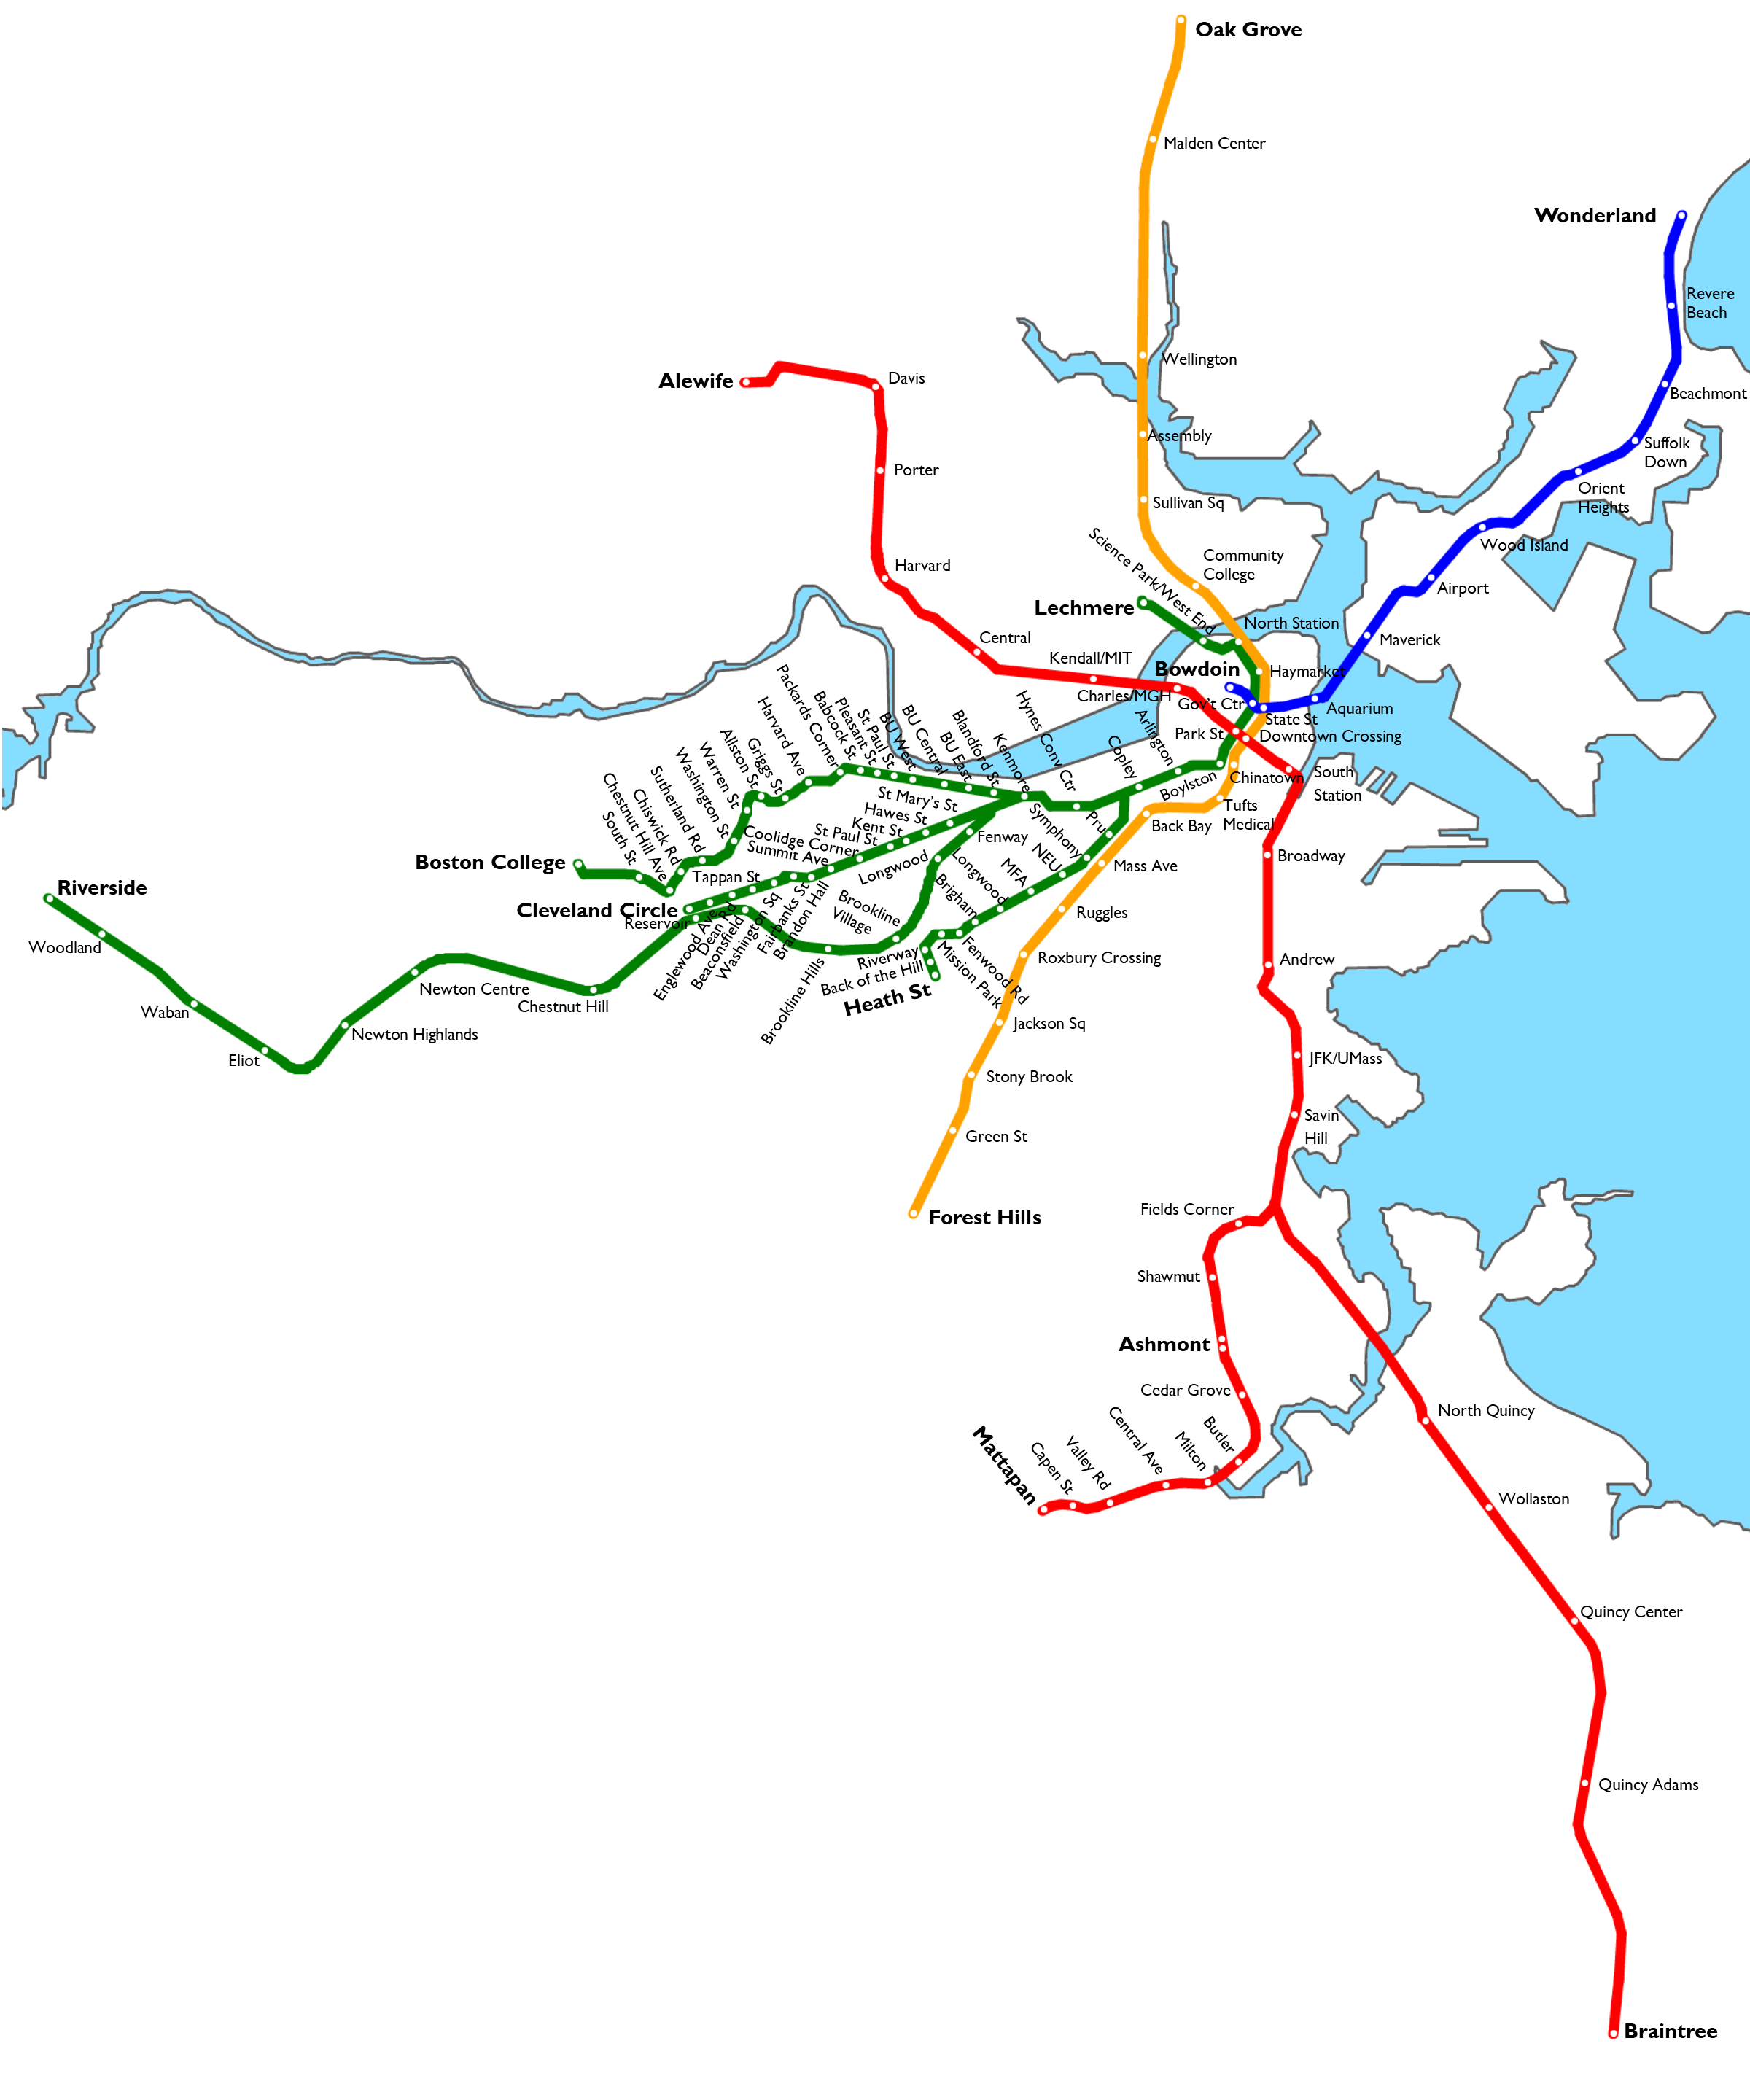 Oak Grove
Malden Center
Wonderland
Revere
Beach
Wellington
Alewife
Davis
Beachmont
Assembly
Suffolk
Down
Porter
Orient
Heights
Sullivan Sq
Wood Island
Science Park/West End
Community
College
Harvard
Airport
Lechmere
North Station
Central
Maverick
Kendall/MIT
Bowdoin
Haymarket
Charles/MGH
Gov't Ctr
Aquarium
State St
Park St
Downtown Crossing
Packards Corner
Babcock St
Pleasant St
St Paul St
BU West
BU Central
BU East
Blandford St
Kenmore
Hynes Conv Ctr
Copley
Arlington
Boylston
Chinatown
South
Station
Harvard Ave
Griggs St
Allston St
Warren St
Washington St
Sutherland Rd
Chiswick Rd
Chestnut Hill Ave
South St
Boston College
St Mary's St
Hawes St
Kent St
St Paul St
Coolidge Corner
Summit Ave
Tappan St
Fenway
Longwood
Symphony
Pru
NEU
MFA
Longwood
Brigham
Tufts
Medical
Back Bay
Mass Ave
Broadway
Riverside
Woodland
Cleveland Circle
Reservoir
Englewood Ave
Dean Rd
Beaconsfield
Washington Sq
Fairbanks St
Brandon Hall
Brookline
Village
Brookline Hills
Riverway
Back of the Hill
Heath St
Mission Park
Fenwood Rd
Ruggles
Roxbury Crossing
Andrew
Newton Centre
Chestnut Hill
Waban
Newton Highlands
Eliot
Jackson Sq
JFK/UMass
Stony Brook
Savin
Hill
Green St
Forest Hills
Fields Corner
Shawmut
Ashmont
Cedar Grove
North Quincy
Mattapan
Capen St
Valley Rd
Central Ave
Milton
Butler
Wollaston
Quincy Center
Quincy Adams
Braintree